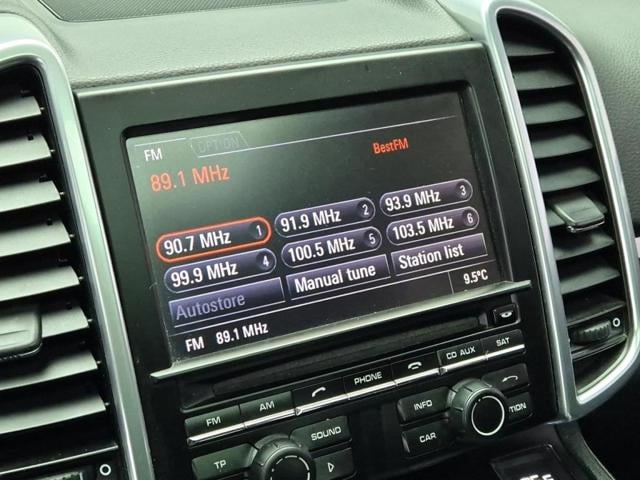 FM OPTION
89.1 MHz BestFM
90.7 MHz 1 91.9 MHz 2 93.9 MHz 3
99.9 MHz 4 100.5 MHz 5 103.5 MHz 6
Autostore Manual tune Station list
FM 89.1 MHz 9.5°C
FM AM PHONE CD AUX SAT
TP SOUND INFO
CAR